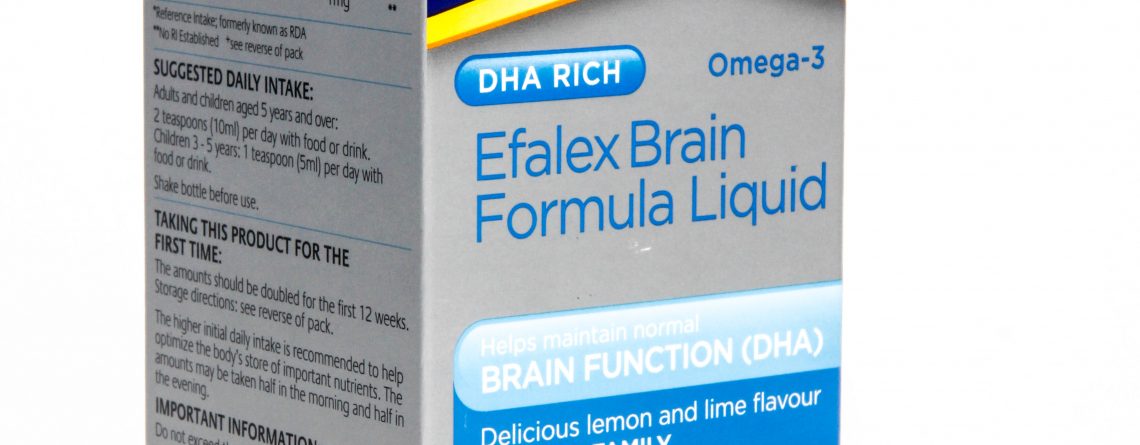 mg **
*Reference Intake; formerly known as RDA
**No RI Established *see reverse of pack
SUGGESTED DAILY INTAKE:
Adults and children aged 5 years and over:
2 teaspoons (10ml) per day with food or drink.
Children 3 - 5 years: 1 teaspoon (5ml) per day with
food or drink.
Shake bottle before use.
TAKING THIS PRODUCT FOR THE
FIRST TIME:
The amounts should be doubled for the first 12 weeks.
Storage directions: see reverse of pack.
The higher initial daily intake is recommended to help
optimize the body's store of important nutrients. The
amounts may be taken half in the morning and half in
the evening.
IMPORTANT INFORMATION
Do not exceed the
DHA RICH
Omega-3
Efalex Brain
Formula Liquid
Helps maintain normal
BRAIN FUNCTION (DHA)
Delicious lemon and lime flavour
FAMILY